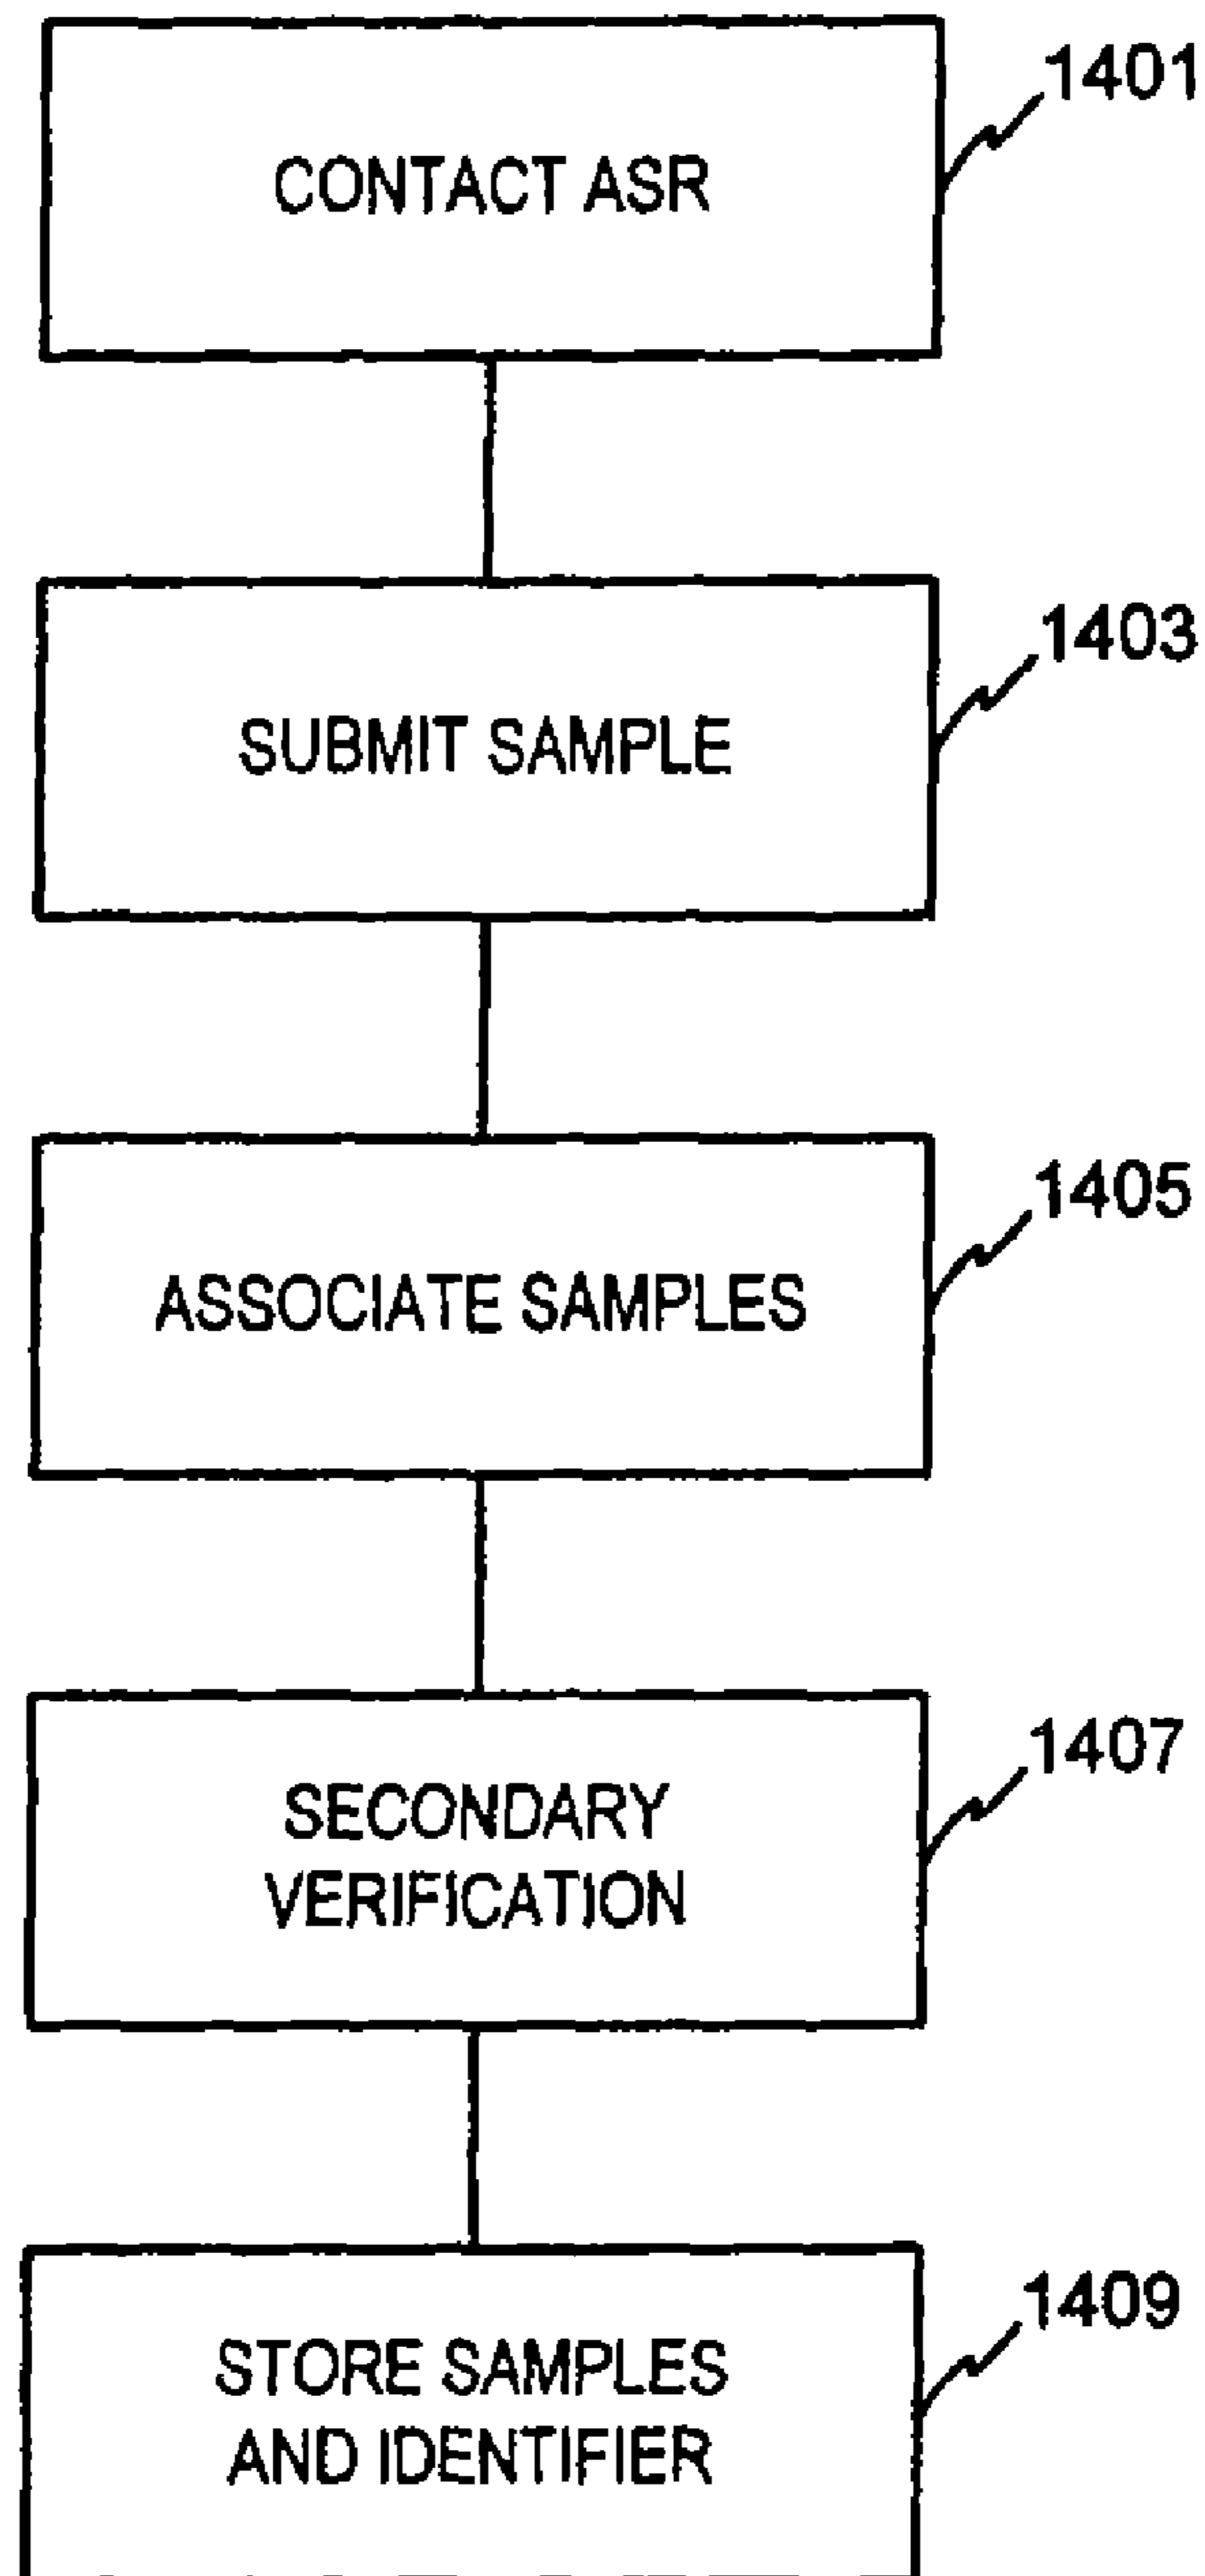 1401
CONTACT ASR
1403
SUBMIT SAMPLE
1405
ASSOCIATE SAMPLES
1407
SECONDARY
VERIFICATION
1409
STORE SAMPLES
AND IDENTIFIER